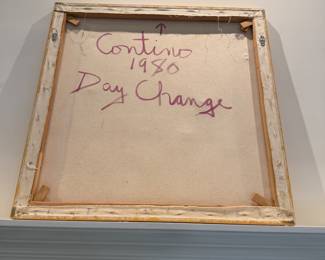 ↑
Contino
1980
Day Change